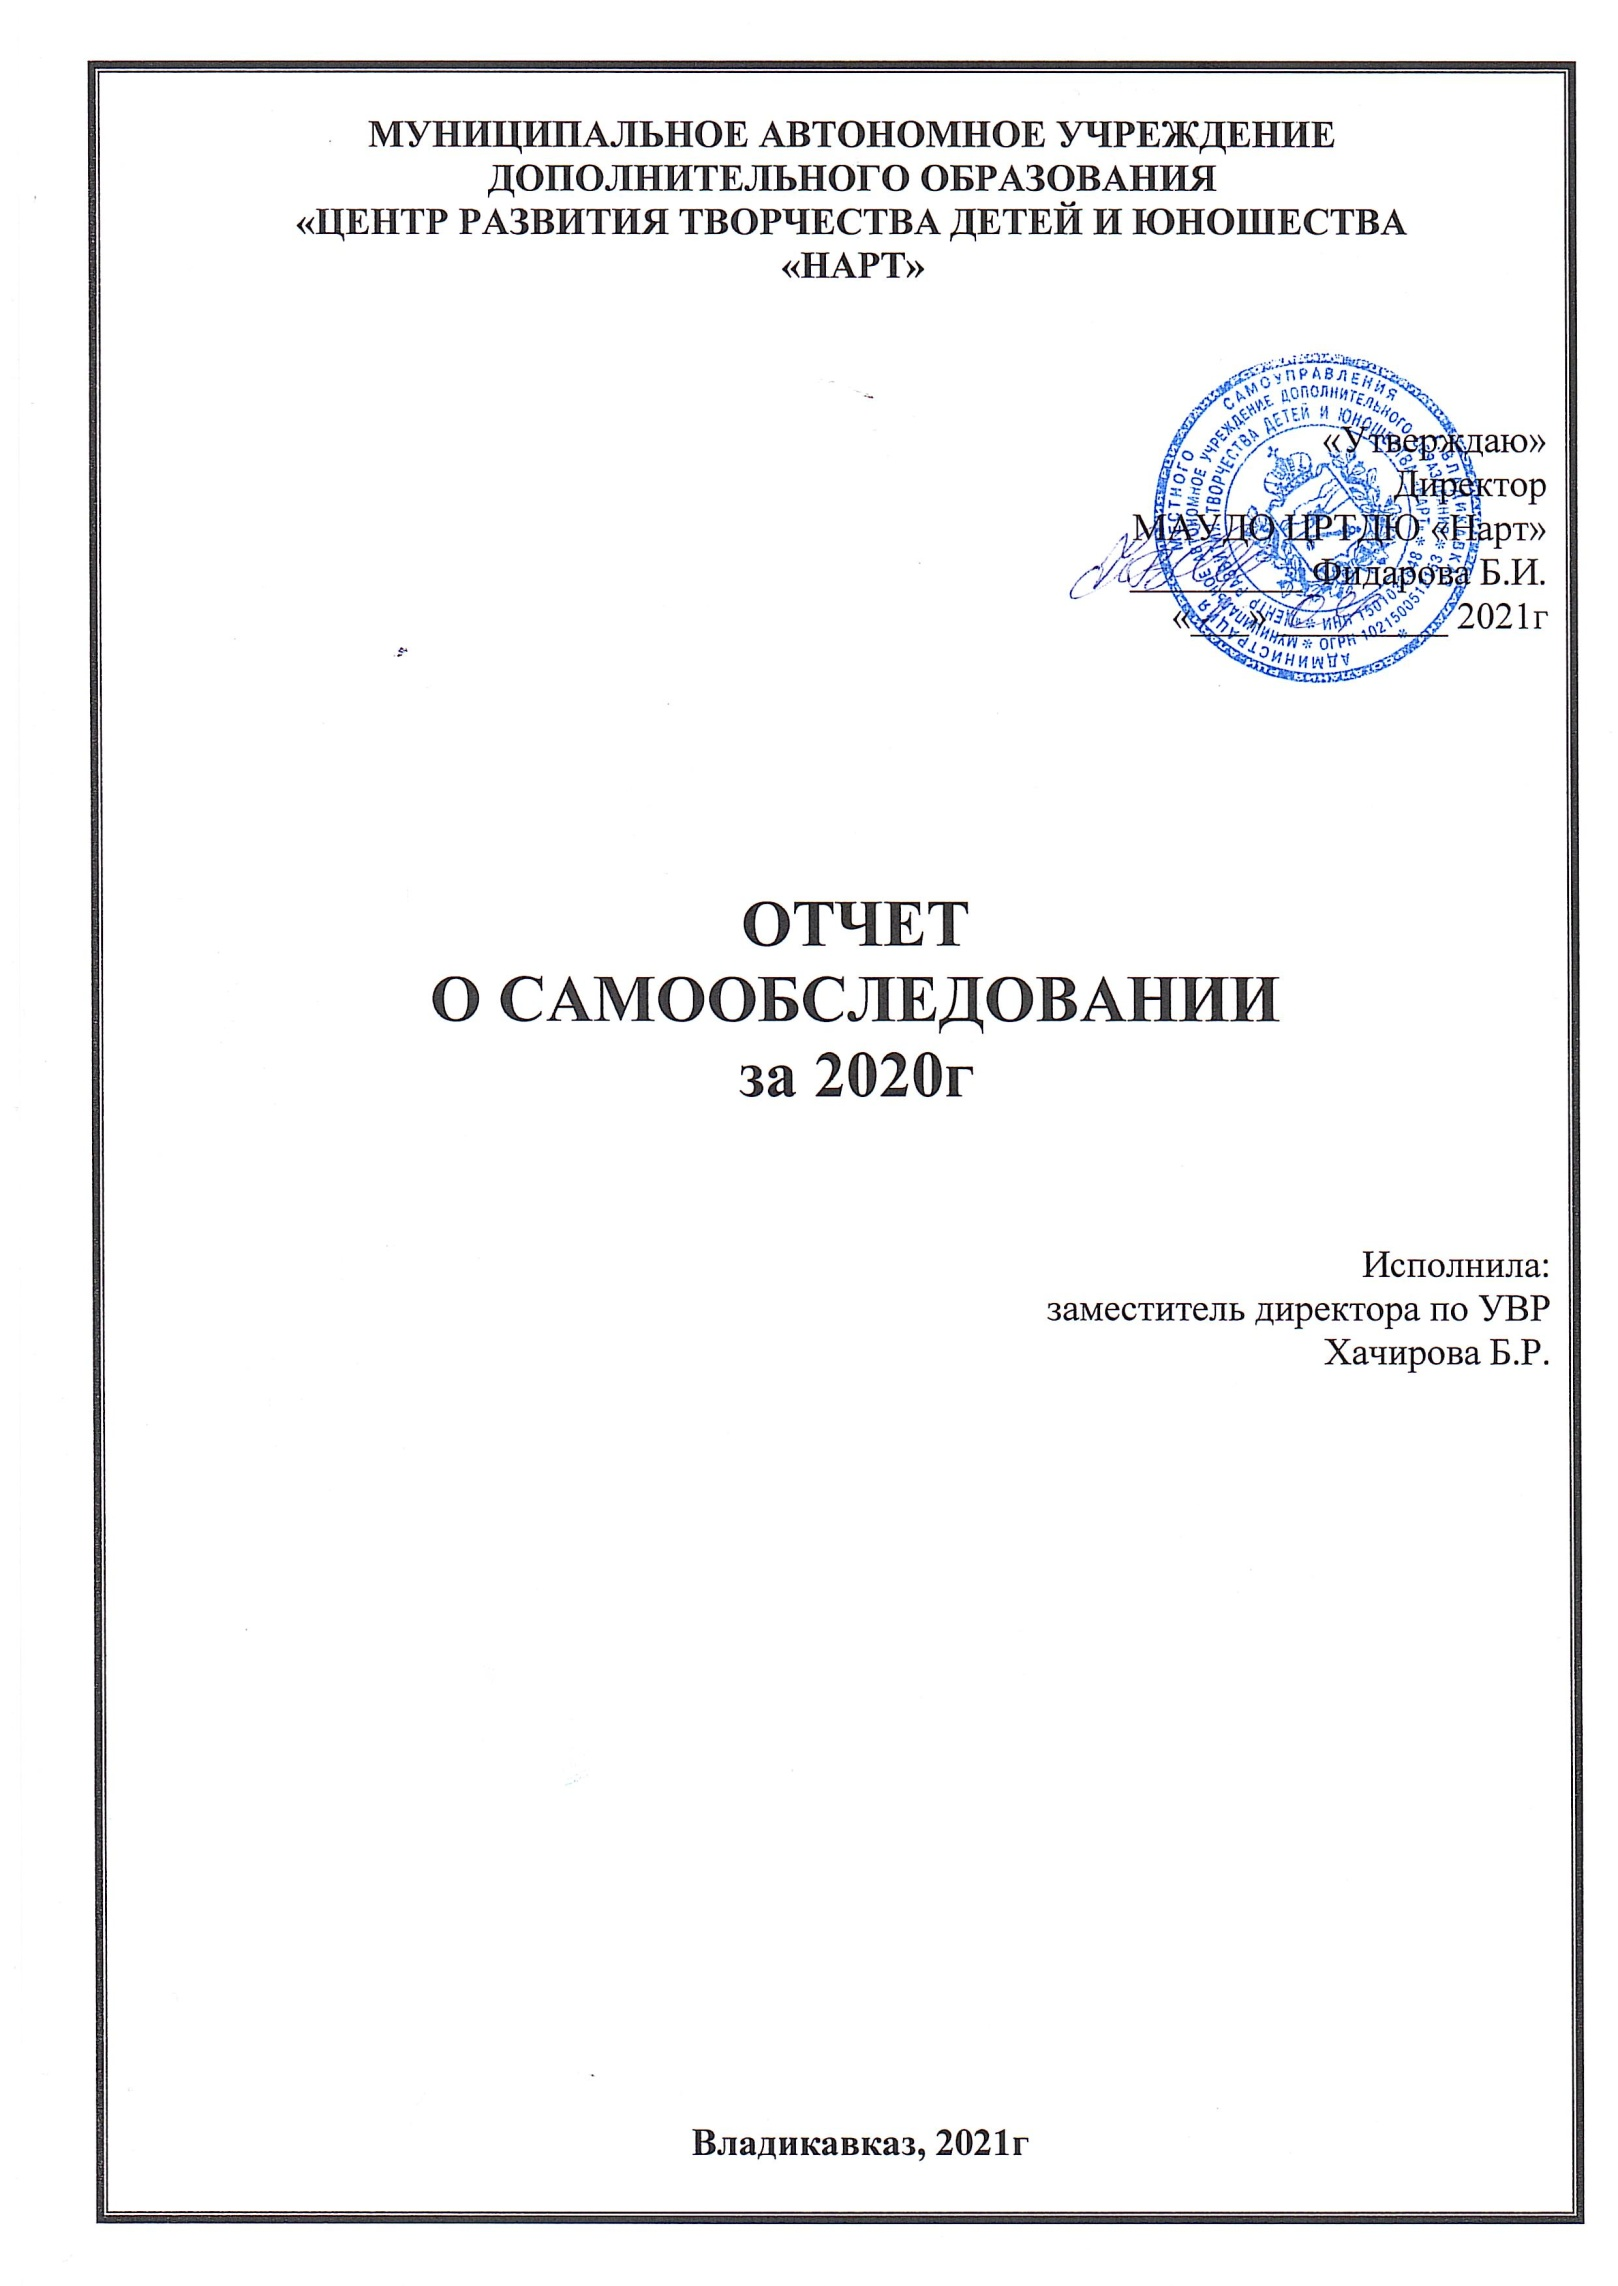 МУНИЦИПАЛЬНОЕ АВТОНОМНОЕ УЧРЕЖДЕНИЕ
ДОПОЛНИТЕЛЬНОГО ОБРАЗОВАНИЯ
«ЦЕНТР РАЗВИТИЯ ТВОРЧЕСТВА ДЕТЕЙ И ЮНОШЕСТВА
«НАРТ»
«Утверждаю»
Директор
МАУДО ЦРТДЮ «Нарт»
Фидарова Б.И.
«   » 2021г
ОТЧЕТ
О САМООБСЛЕДОВАНИИ
за 2020г
Исполнила:
заместитель директора по УВР
Хачирова Б.Р.
Владикавказ, 2021г